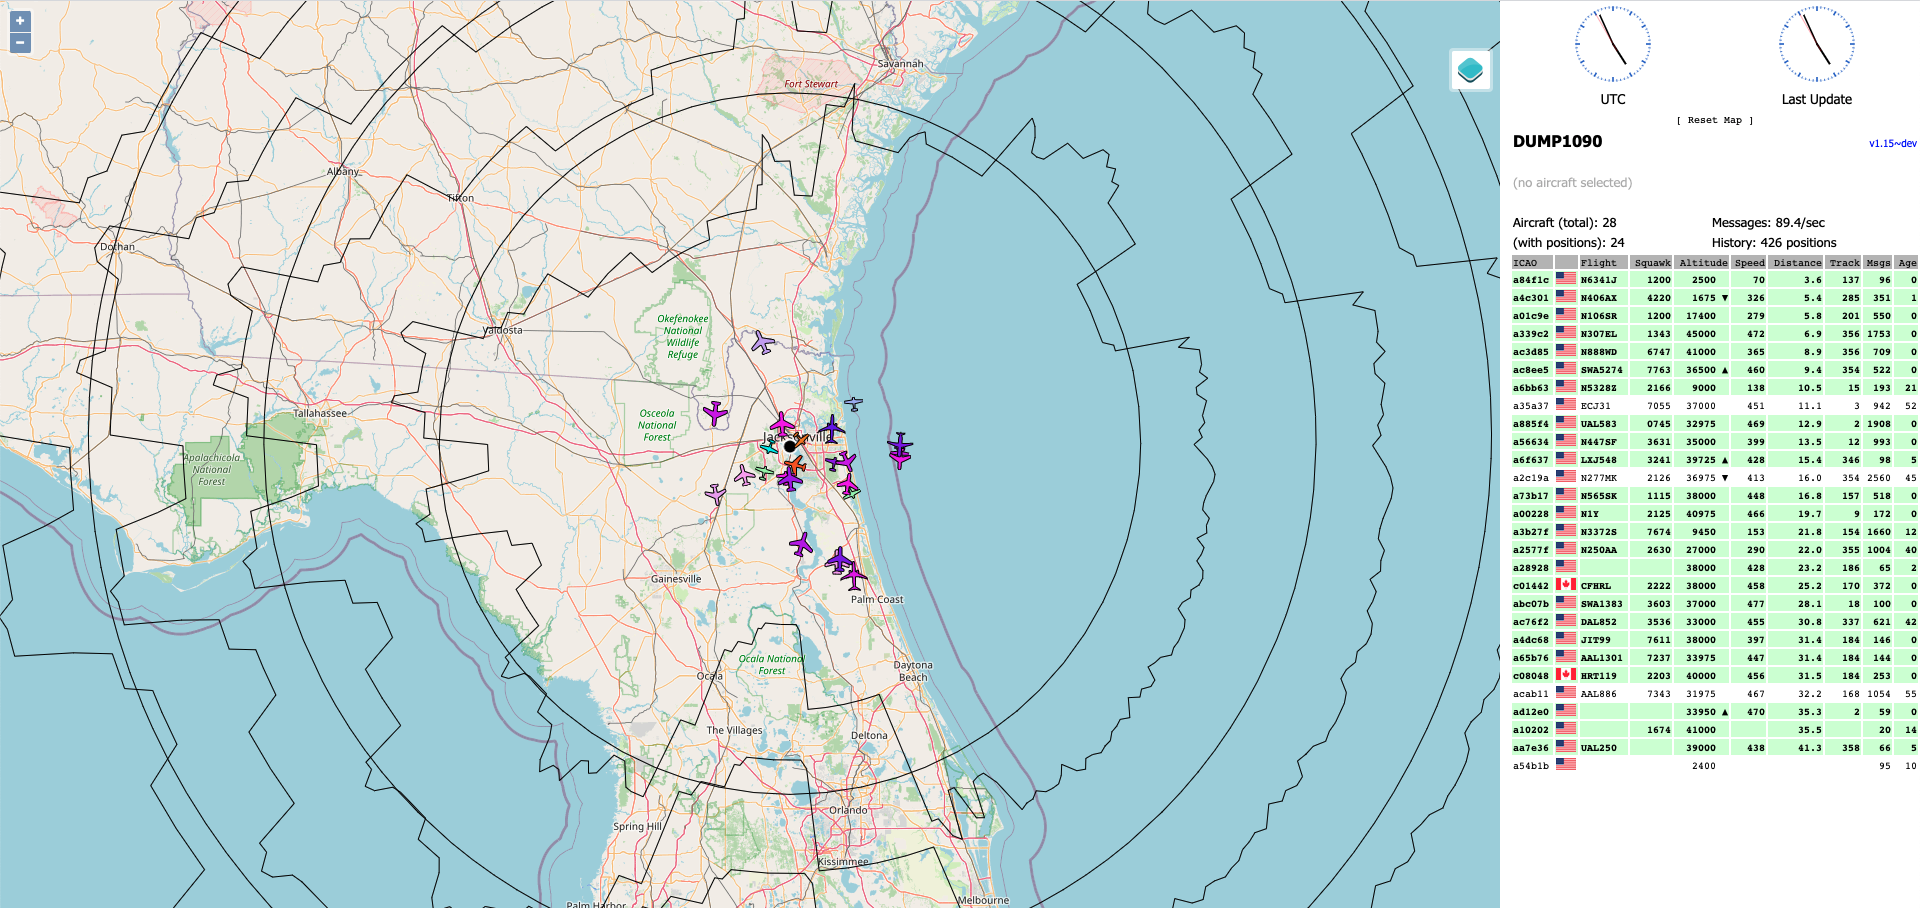 +
−
Savannah
Fort Stewart
Albany
Tifton
Dothan
Okefenokee
National
Wildlife
Refuge
Valdosta
Tallahassee
Osceola
National
Forest
Jacksonville
Apalachicola
National
Forest
Gainesville
Palm Coast
Ocala National
Forest
Ocala
Daytona
Beach
The Villages
Deltona
Orlando
Spring Hill
Kissimmee
Palm Harbor
Melbourne
UTC
Last Update
[ Reset Map ]
DUMP1090
v1.15~dev
(no aircraft selected)
Aircraft (total): 28 Messages: 89.4/sec
(with positions): 24 History: 426 positions
ICAO Flight Squawk Altitude Speed Distance Track Msgs Age
a84f1c N6341J 1200 2500 70 3.6 137 96 0
a4c301 N406AX 4220 1675 ▼ 326 5.4 285 351 1
a01c9e N106SR 1200 17400 279 5.8 201 550 0
a339c2 N307EL 1343 45000 472 6.9 356 1753 0
ac3d85 N888WD 6747 41000 365 8.9 356 709 0
ac8ee5 SWA5274 7763 36500 ▲ 460 9.4 354 522 0
a6bb63 N5328Z 2166 9000 138 10.5 15 193 21
a35a37 ECJ31 7055 37000 451 11.1 3 942 52
a885f4 UAL583 0745 32975 469 12.9 2 1908 0
a56634 N447SF 3631 35000 399 13.5 12 993 0
a6f637 LXJ548 3241 39725 ▲ 428 15.4 346 98 5
a2c19a N277MK 2126 36975 ▼ 413 16.0 354 2560 45
a73b17 N565SK 1115 38000 448 16.8 157 518 0
a00228 N1Y 2125 40975 466 19.7 9 172 0
a3b27f N3372S 7674 9450 153 21.8 154 1660 12
a2577f N250AA 2630 27000 290 22.0 355 1004 40
a28928 38000 428 23.2 186 65 2
c01442 CFHRL 2222 38000 458 25.2 170 372 0
abc07b SWA1383 3603 37000 477 28.1 18 100 0
ac76f2 DAL852 3536 33000 455 30.8 337 621 42
a4dc68 JIT99 7611 38000 397 31.4 184 146 0
a65b76 AAL1301 7237 33975 447 31.4 184 144 0
c08048 HRT119 2203 40000 456 31.5 184 253 0
acab11 AAL886 7343 31975 467 32.2 168 1054 55
ad12e0 33950 ▲ 470 35.3 2 59 0
a10202 1674 41000 35.5 20 14
aa7e36 UAL250 39000 438 41.3 358 66 5
a54b1b 2400 95 10